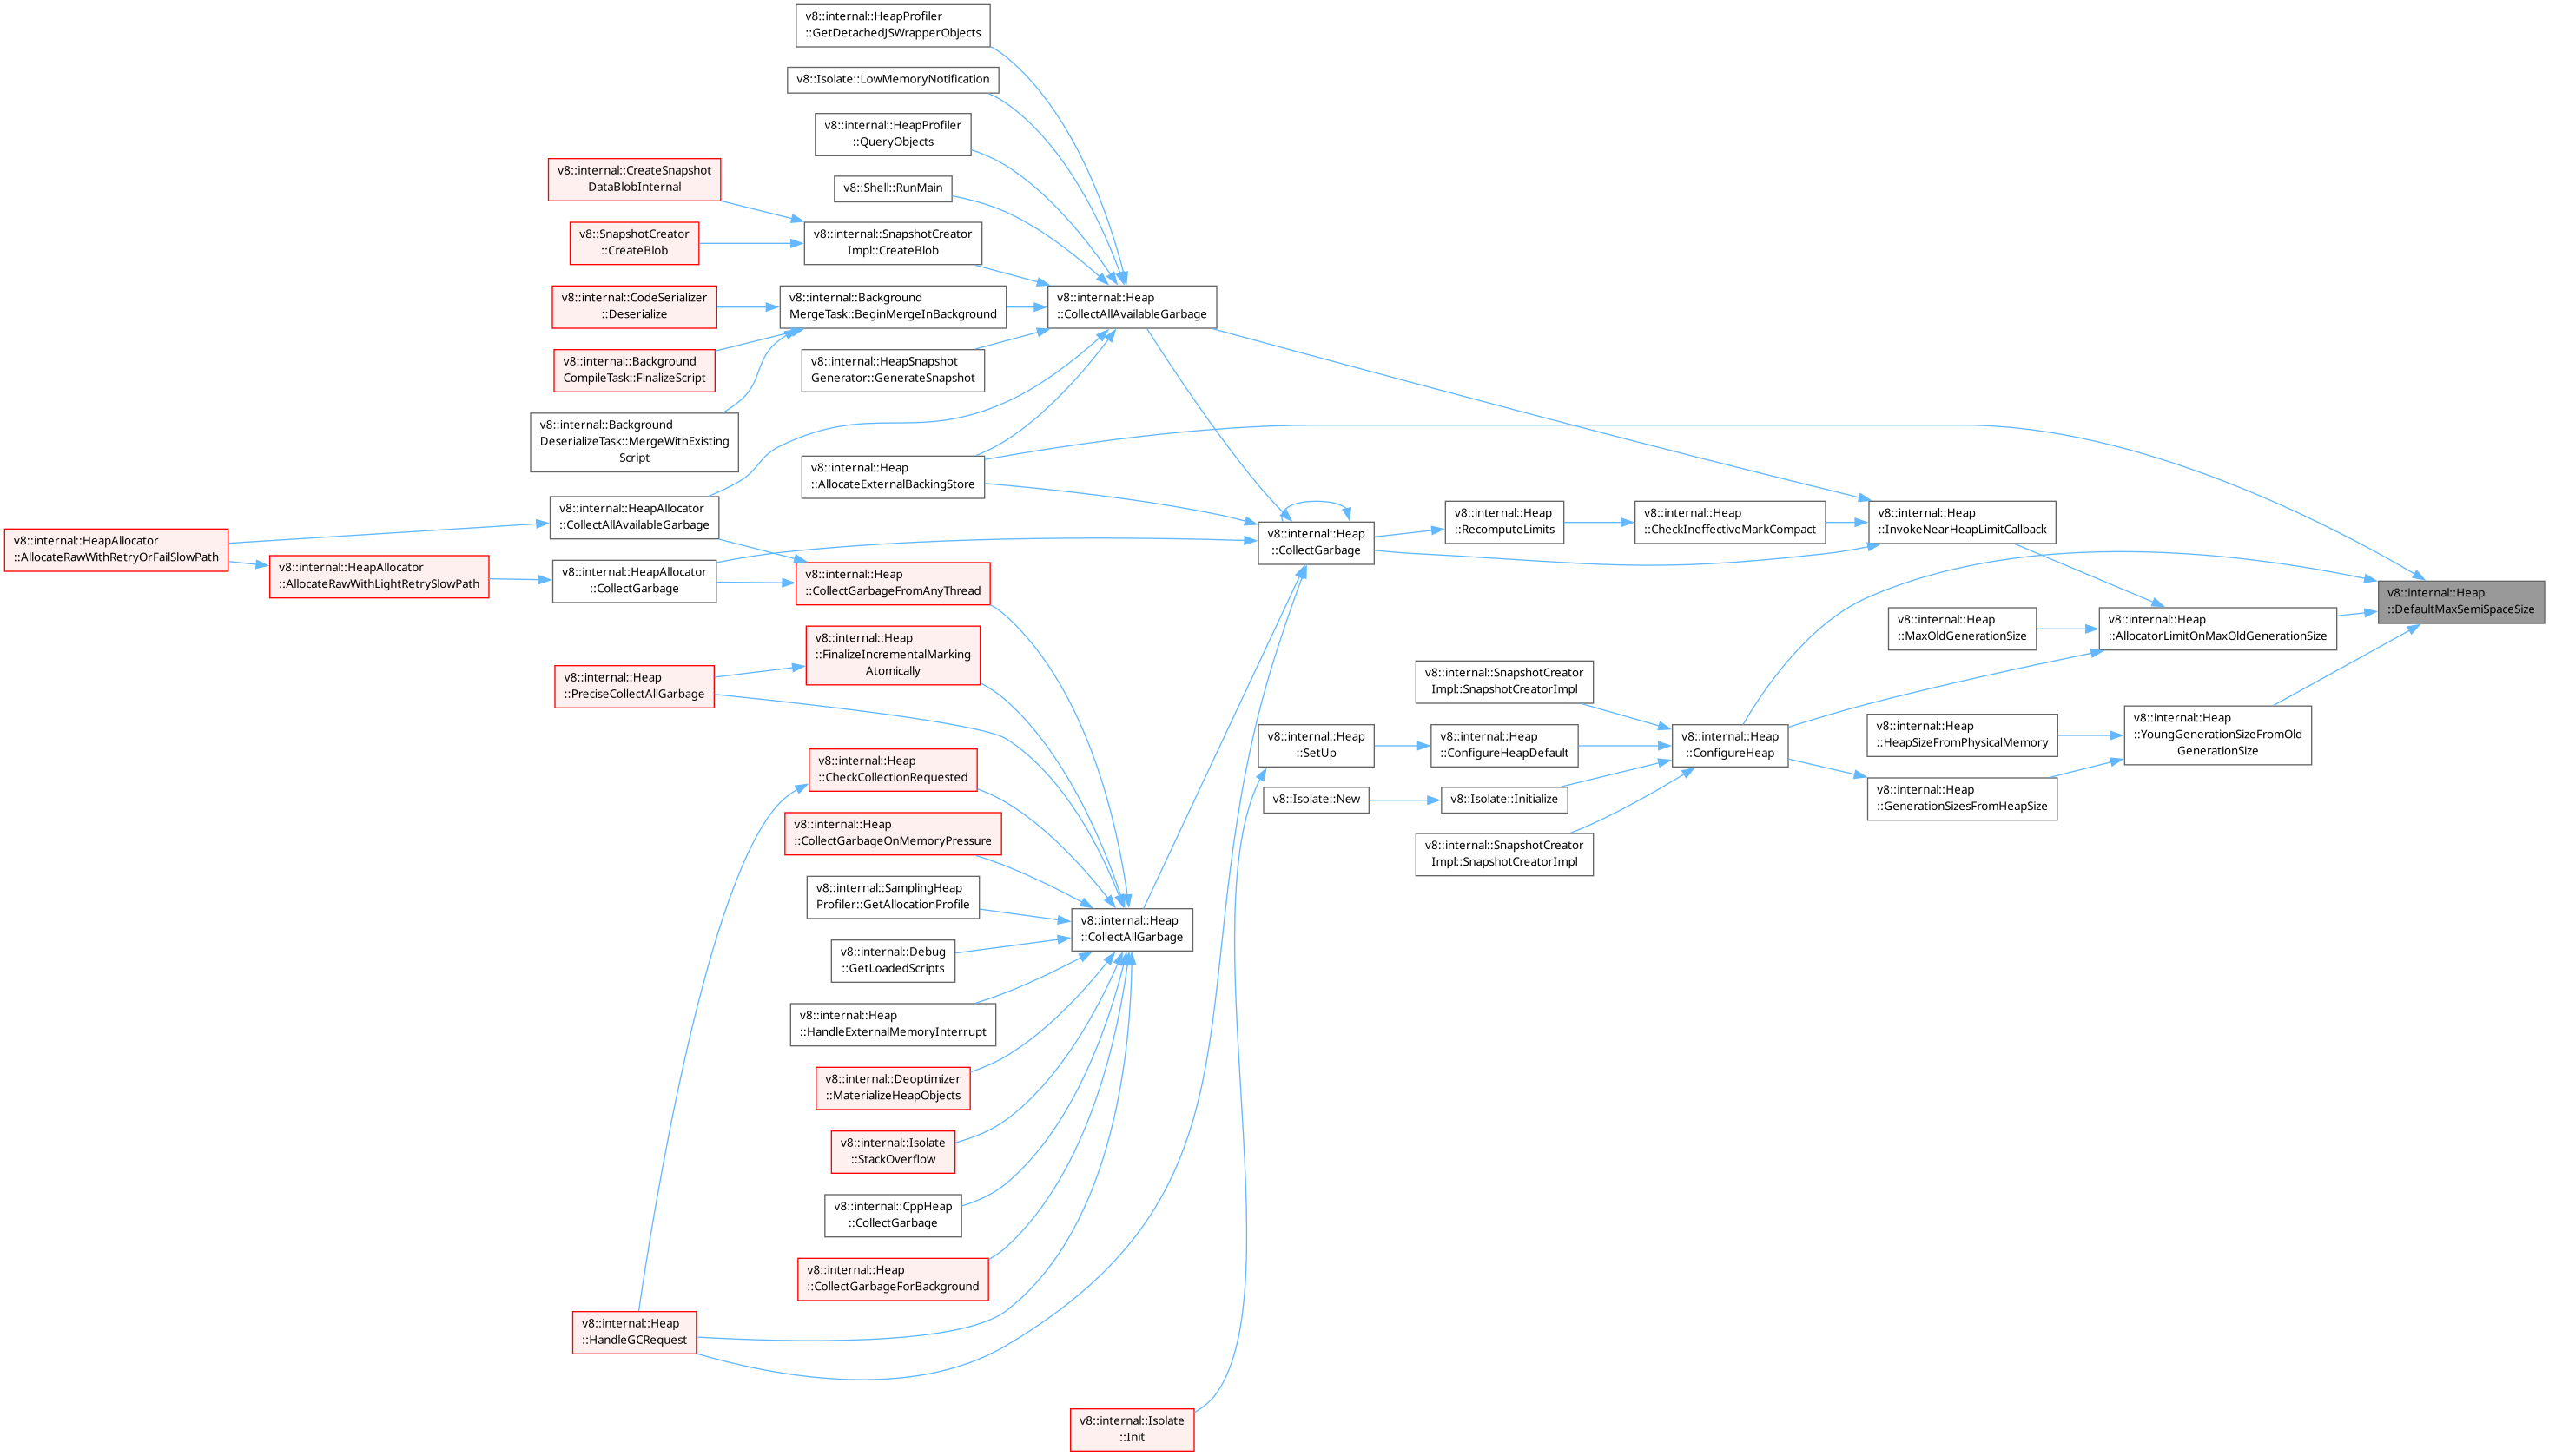 v8::internal::HeapProfiler
::GetDetachedJSWrapperObjects
v8::Isolate::LowMemoryNotification
v8::internal::HeapProfiler
::QueryObjects
v8::internal::CreateSnapshot
DataBlobInternal
v8::Shell::RunMain
v8::SnapshotCreator
::CreateBlob
v8::internal::SnapshotCreator
Impl::CreateBlob
v8::internal::CodeSerializer
::Deserialize
v8::internal::Background
MergeTask::BeginMergeInBackground
v8::internal::Heap
::CollectAllAvailableGarbage
v8::internal::Background
CompileTask::FinalizeScript
v8::internal::HeapSnapshot
Generator::GenerateSnapshot
v8::internal::Background
DeserializeTask::MergeWithExisting
Script
v8::internal::Heap
::AllocateExternalBackingStore
v8::internal::HeapAllocator
::CollectAllAvailableGarbage
v8::internal::HeapAllocator
::AllocateRawWithRetryOrFailSlowPath
v8::internal::HeapAllocator
::AllocateRawWithLightRetrySlowPath
v8::internal::HeapAllocator
::CollectGarbage
v8::internal::Heap
::CollectGarbageFromAnyThread
v8::internal::Heap
::CollectGarbage
v8::internal::Heap
::RecomputeLimits
v8::internal::Heap
::CheckIneffectiveMarkCompact
v8::internal::Heap
::InvokeNearHeapLimitCallback
v8::internal::Heap
::DefaultMaxSemiSpaceSize
v8::internal::Heap
::MaxOldGenerationSize
v8::internal::Heap
::AllocatorLimitOnMaxOldGenerationSize
v8::internal::Heap
::FinalizeIncrementalMarking
Atomically
v8::internal::Heap
::PreciseCollectAllGarbage
v8::internal::SnapshotCreator
Impl::SnapshotCreatorImpl
v8::internal::Heap
::SetUp
v8::internal::Heap
::ConfigureHeapDefault
v8::internal::Heap
::ConfigureHeap
v8::internal::Heap
::HeapSizeFromPhysicalMemory
v8::internal::Heap
::YoungGenerationSizeFromOld
GenerationSize
v8::internal::Heap
::CheckCollectionRequested
v8::Isolate::New
v8::Isolate::Initialize
v8::internal::Heap
::GenerationSizesFromHeapSize
v8::internal::Heap
::CollectGarbageOnMemoryPressure
v8::internal::SnapshotCreator
Impl::SnapshotCreatorImpl
v8::internal::SamplingHeap
Profiler::GetAllocationProfile
v8::internal::Heap
::CollectAllGarbage
v8::internal::Debug
::GetLoadedScripts
v8::internal::Heap
::HandleExternalMemoryInterrupt
v8::internal::Deoptimizer
::MaterializeHeapObjects
v8::internal::Isolate
::StackOverflow
v8::internal::CppHeap
::CollectGarbage
v8::internal::Heap
::CollectGarbageForBackground
v8::internal::Heap
::HandleGCRequest
v8::internal::Isolate
::Init